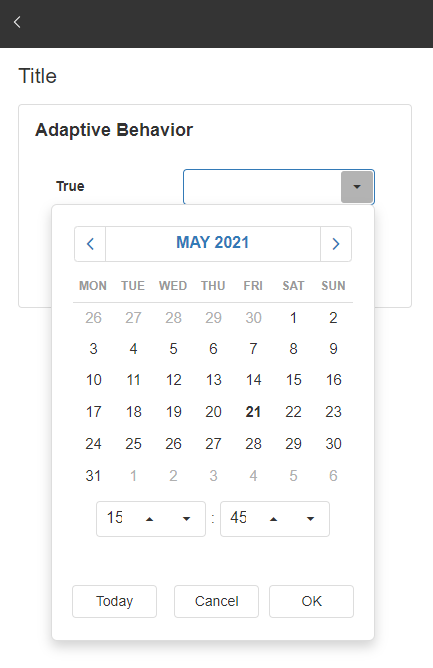 Title
Adaptive Behavior
True
MAY 2021
MON TUE WED THU FRI SAT SUN
26 27 28 29 30 1 2
3 4 5 6 7 8 9
10 11 12 13 14 15 16
17 18 19 20 21 22 23
24 25 26 27 28 29 30
31 1 2 3 4 5 6
15 : 45
Today Cancel OK